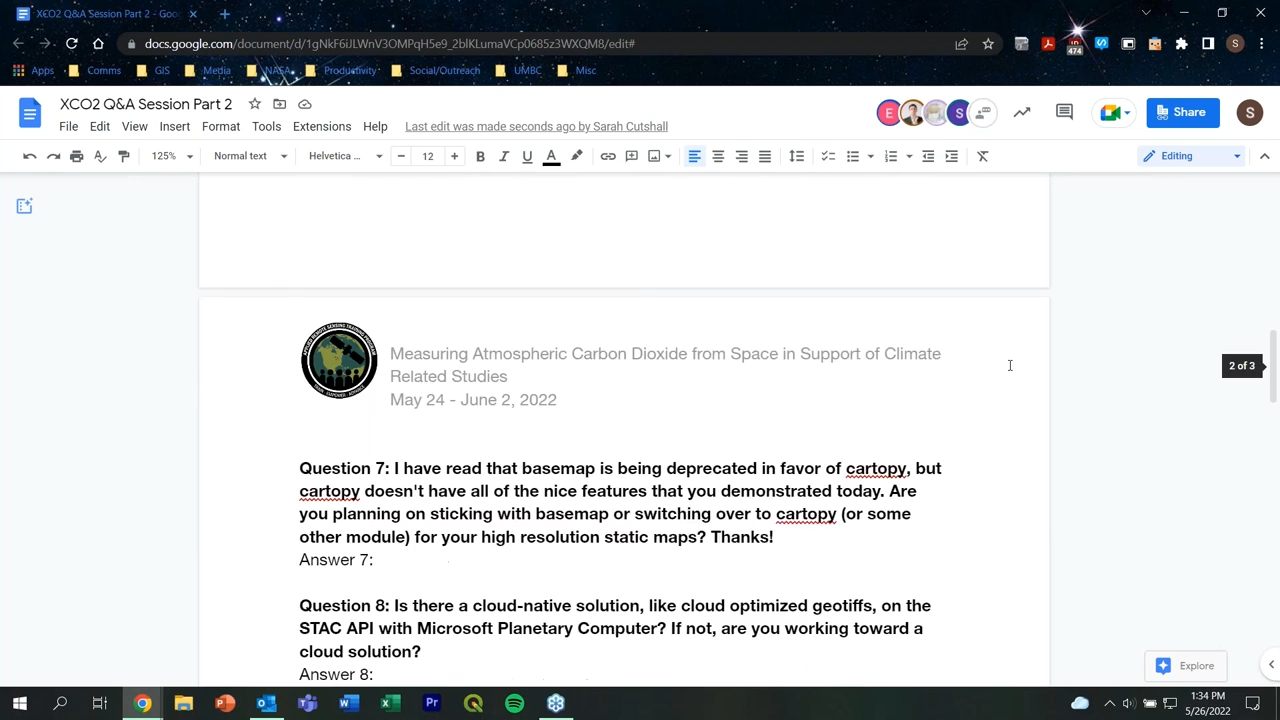 XCO2 Q&A Session Part 2 - Goo
docs.google.com/document/d/1gNkF6iJLWnV3OMPqH5e9_2blKLumaVCp0685z3WXQM8/edit#
474
S
Apps Comms GIS Media NASA Productivity Social/Outreach UMBC Misc
XCO2 Q&A Session Part 2
E S Share S
File Edit View Insert Format Tools Extensions Help Last edit was made seconds ago by Sarah Cutshall
125% Normal text Helvetica ... 12 B I U A Editing
Measuring Atmospheric Carbon Dioxide from Space in Support of Climate
Related Studies
May 24 - June 2, 2022
2 of 3
Question 7: I have read that basemap is being deprecated in favor of cartopy, but
cartopy doesn't have all of the nice features that you demonstrated today. Are
you planning on sticking with basemap or switching over to cartopy (or some
other module) for your high resolution static maps? Thanks!
Answer 7:
Question 8: Is there a cloud-native solution, like cloud optimized geotiffs, on the
STAC API with Microsoft Planetary Computer? If not, are you working toward a
cloud solution?
Answer 8:
Explore
Pr
1:34 PM
5/26/2022